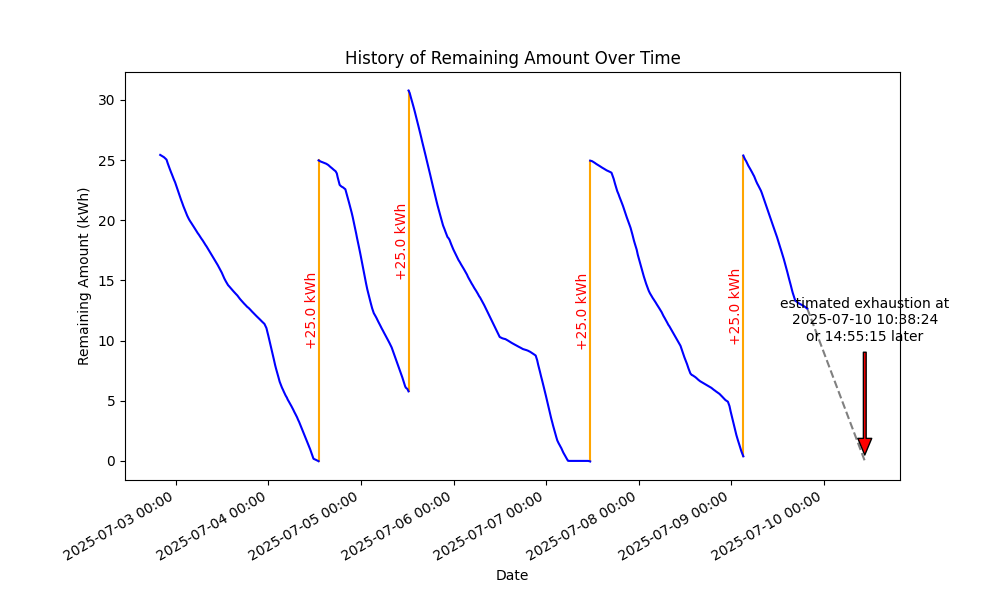 History of Remaining Amount Over Time
Remaining Amount (kWh)
30
25
20
15
10
5
0
+25.0 kWh
+25.0 kWh
+25.0 kWh
+25.0 kWh
estimated exhaustion at
2025-07-10 10:38:24
or 14:55:15 later
2025-07-03 00:00
2025-07-04 00:00
2025-07-05 00:00
2025-07-06 00:00
2025-07-07 00:00
2025-07-08 00:00
2025-07-09 00:00
2025-07-10 00:00
Date